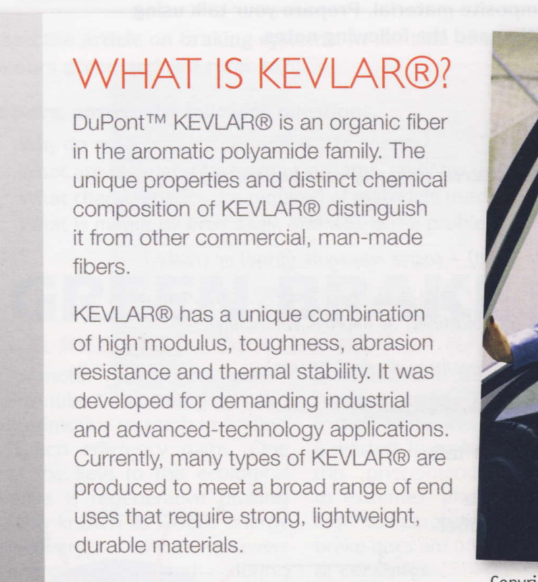 WHAT IS KEVLAR®?
DuPont™ KEVLAR® is an organic fiber
in the aromatic polyamide family. The
unique properties and distinct chemical
composition of KEVLAR® distinguish
it from other commercial, man-made
fibers.
KEVLAR® has a unique combination
of high modulus, toughness, abrasion
resistance and thermal stability. It was
developed for demanding industrial
and advanced-technology applications.
Currently, many types of KEVLAR® are
produced to meet a broad range of end
uses that require strong, lightweight,
durable materials.